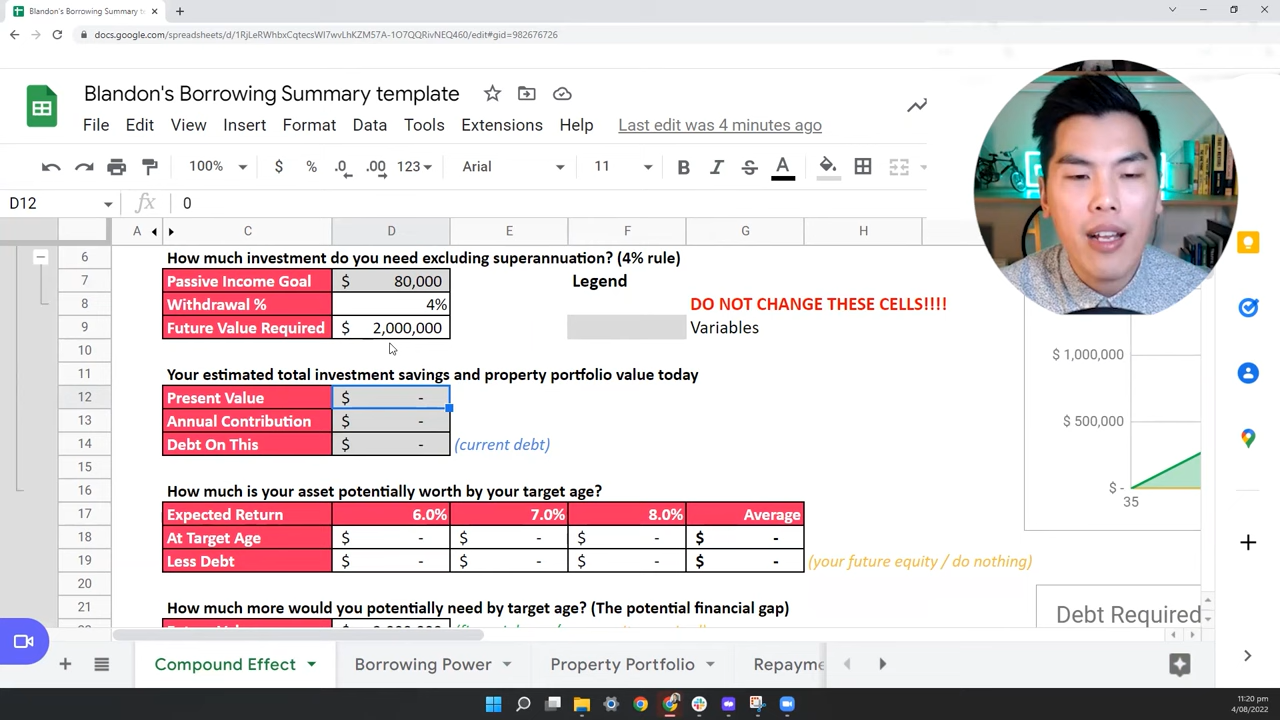 Blandon's Borrowing Summary te
docs.google.com/spreadsheets/d/1RjLeRWhbxCqtecsWI7wvLhKZM57A-1O7QQRivNEQ460/edit#gid=982676726
Blandon's Borrowing Summary template
File Edit View Insert Format Data Tools Extensions Help Last edit was 4 minutes ago
100% $ % .0 .00 123 Arial 11 B I S A
D12 fx 0
A C D E F G H
6 How much investment do you need excluding superannuation? (4% rule)
7 Passive Income Goal $ 80,000 Legend
8 Withdrawal % 4% DO NOT CHANGE THESE CELLS!!!!
9 Future Value Required $ 2,000,000 Variables
10
11 Your estimated total investment savings and property portfolio value today
12 Present Value $ -
13 Annual Contribution $ -
14 Debt On This $ - (current debt)
15
16 How much is your asset potentially worth by your target age?
17 Expected Return 6.0% 7.0% 8.0% Average
18 At Target Age $ - $ - $ - $ -
19 Less Debt $ - $ - $ - $ - (your future equity / do nothing)
20
21 How much more would you potentially need by target age? (The potential financial gap)
$ 1,000,000
$ 500,000
$ -
35
Debt Required
Compound Effect Borrowing Power Property Portfolio Repayme
11:20 pm
4/08/2022